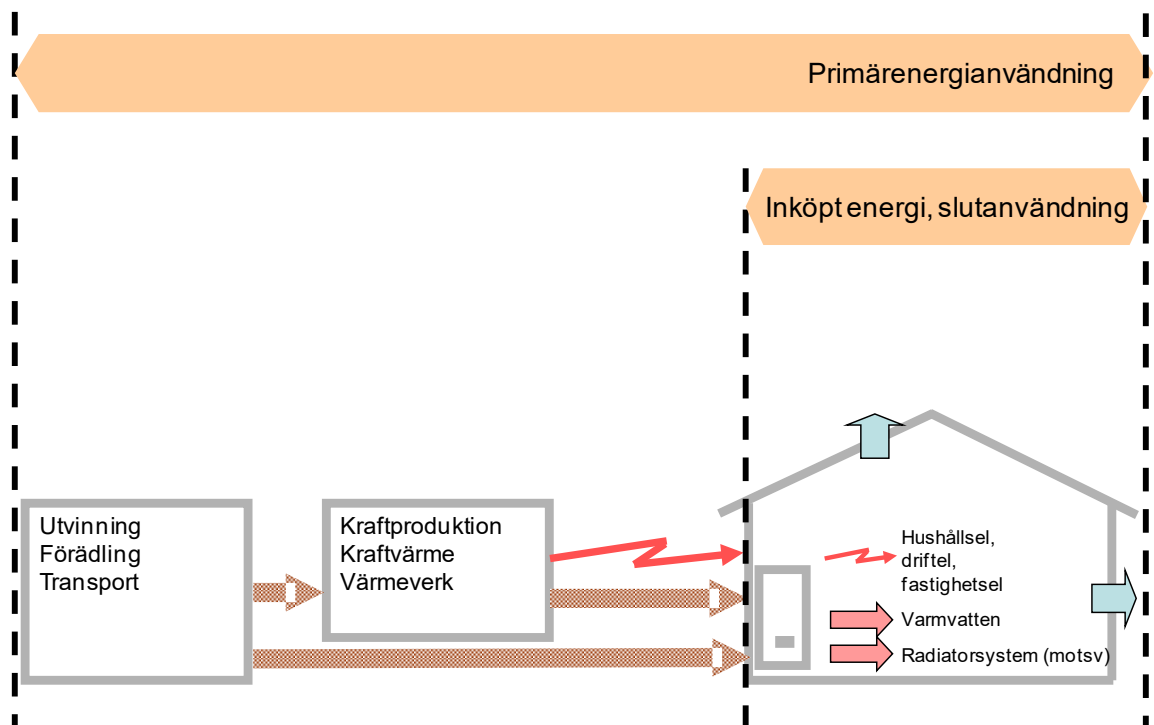 Primärenergianvändning
Inköpt energi, slutanvändning
Utvinning
Förädling
Transport
Kraftproduktion
Kraftvärme
Värmeverk
Hushållsel,
driftel,
fastighetsel
Varmvatten
Radiatorsystem (motsv)